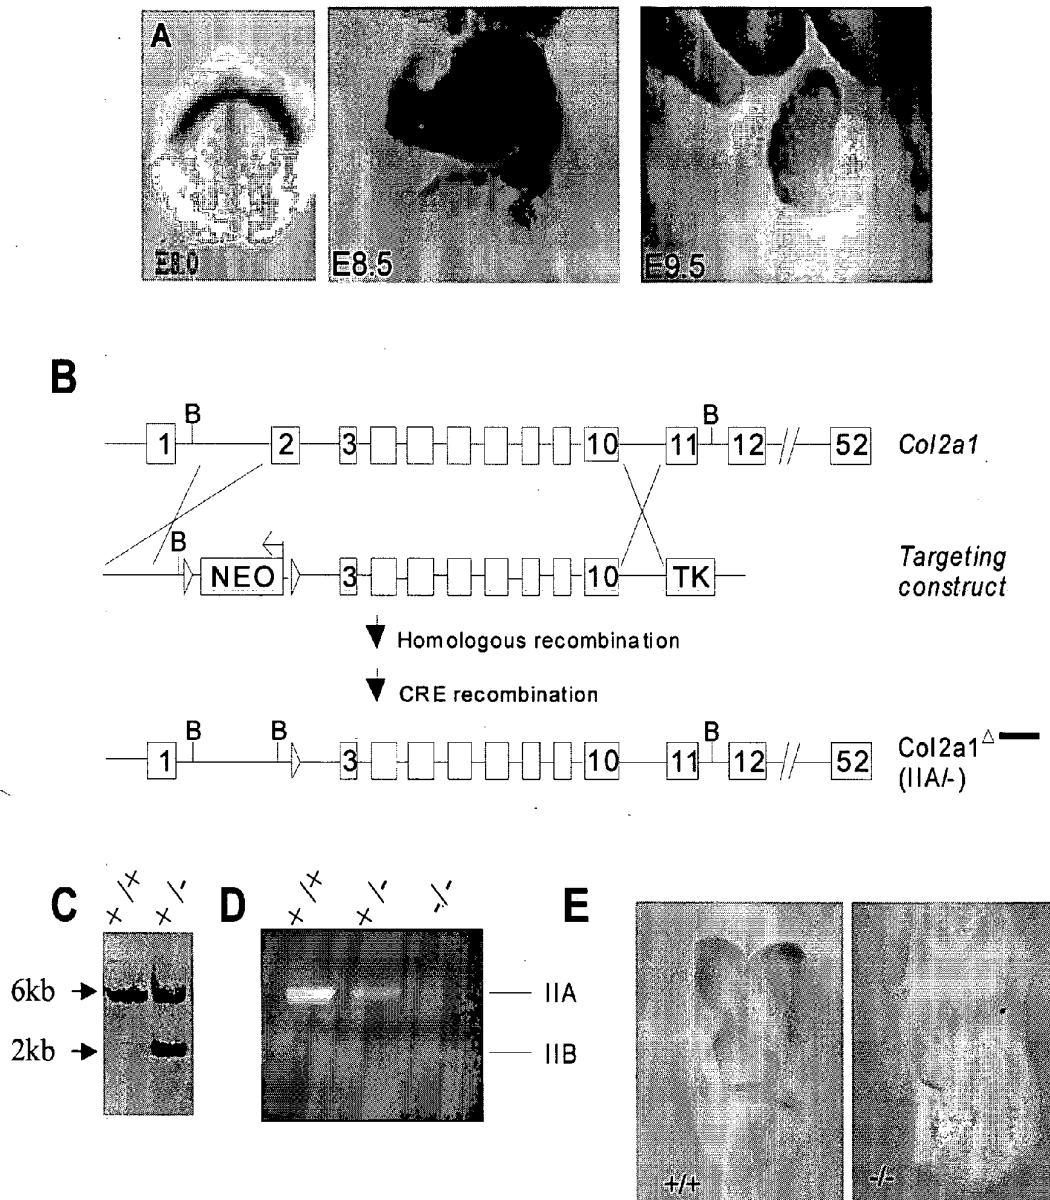 A
E8.0
E8.5
E9.5
B
B B
1 2 3 10 11 12 52 Col2a1
B
NEO 3 10 TK Targeting construct
Homologous recombination
CRE recombination
B B B
1 3 10 11 12 52 Col2a1Δ
(IIA/-)
C +/+ +/- D +/+ +/- -/- E
6kb IIA
2kb IIB
+/+ -/-